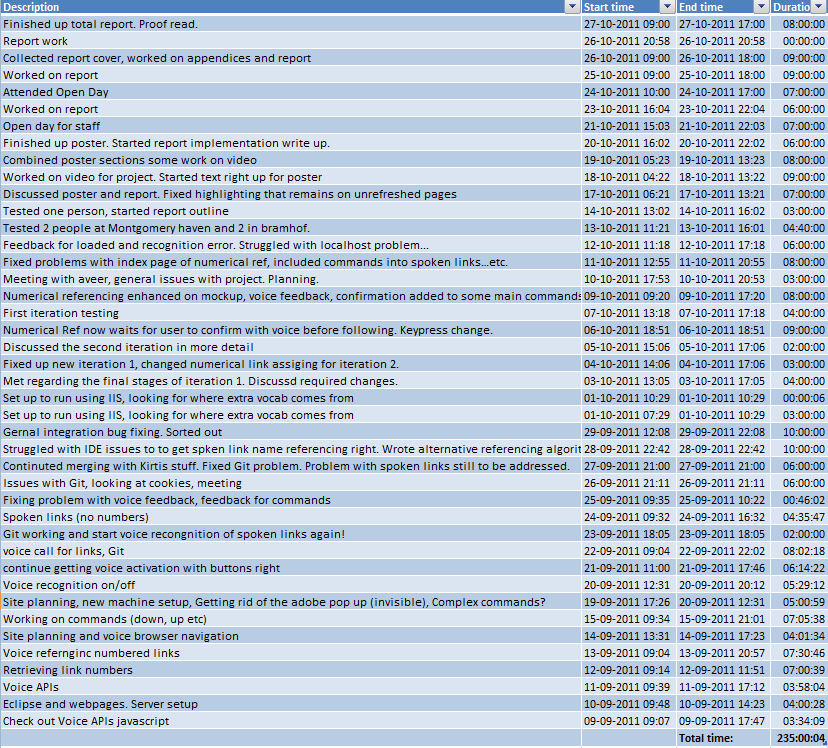 Description Start time End time Duratio
Finished up total report. Proof read. 27-10-2011 09:00 27-10-2011 17:00 08:00:00
Report work 26-10-2011 20:58 26-10-2011 20:58 00:00:00
Collected report cover, worked on appendices and report 26-10-2011 09:00 26-10-2011 18:00 09:00:00
Worked on report 25-10-2011 09:00 25-10-2011 18:00 09:00:00
Attended Open Day 24-10-2011 10:00 24-10-2011 17:00 07:00:00
Worked on report 23-10-2011 16:04 23-10-2011 22:04 06:00:00
Open day for staff 21-10-2011 15:03 21-10-2011 22:03 07:00:00
Finished up poster. Started report implementation write up. 20-10-2011 16:02 20-10-2011 22:02 06:00:00
Combined poster sections some work on video 19-10-2011 05:23 19-10-2011 13:23 08:00:00
Worked on video for project. Started text right up for poster 18-10-2011 04:22 18-10-2011 13:22 09:00:00
Discussed poster and report. Fixed highlighting that remains on unrefreshed pages 17-10-2011 06:21 17-10-2011 13:21 07:00:00
Tested one person, started report outline 14-10-2011 13:02 14-10-2011 16:02 03:00:00
Tested 2 people at Montgomery haven and 2 in bramhof. 13-10-2011 11:21 13-10-2011 16:01 04:40:00
Feedback for loaded and recognition error. Struggled with localhost problem... 12-10-2011 11:18 12-10-2011 17:18 06:00:00
Fixed problems with index page of numerical ref, included commands into spoken links...etc. 11-10-2011 12:55 11-10-2011 20:55 08:00:00
Meeting with aveer, general issues with project. Planning. 10-10-2011 17:53 10-10-2011 20:53 03:00:00
Numerical referencing enhanced on mockup, voice feedback, confirmation added to some main commands 09-10-2011 09:20 09-10-2011 17:20 08:00:00
First iteration testing 07-10-2011 13:18 07-10-2011 17:18 04:00:00
Numerical Ref now waits for user to confirm with voice before following. Keypress change. 06-10-2011 18:51 06-10-2011 18:51 09:00:00
Discussed the second iteration in more detail 05-10-2011 15:06 05-10-2011 17:06 02:00:00
Fixed up new iteration 1, changed numerical link assiging for iteration 2. 04-10-2011 14:06 04-10-2011 17:06 03:00:00
Met regarding the final stages of iteration 1. Discussd required changes. 03-10-2011 13:05 03-10-2011 17:05 04:00:00
Set up to run using IIS, looking for where extra vocab comes from 01-10-2011 10:29 01-10-2011 10:29 00:00:06
Set up to run using IIS, looking for where extra vocab comes from 01-10-2011 07:29 01-10-2011 10:29 03:00:00
Gernal integration bug fixing. Sorted out 29-09-2011 12:08 29-09-2011 22:08 10:00:00
Struggled with IDE issues to to get spken link name referencing right. Wrote alternative referencing algorit 28-09-2011 22:42 28-09-2011 22:42 10:00:00
Continuted merging with Kirtis stuff. Fixed Git problem. Problem with spoken links still to be addressed. 27-09-2011 21:00 27-09-2011 21:00 06:00:00
Issues with Git, looking at cookies, meeting 26-09-2011 21:11 26-09-2011 21:11 06:00:00
Fixing problem with voice feedback, feedback for commands 25-09-2011 09:35 25-09-2011 10:22 00:46:02
Spoken links (no numbers) 24-09-2011 09:32 24-09-2011 16:32 04:35:47
Git working and start voice recongnition of spoken links again! 23-09-2011 18:05 23-09-2011 18:05 02:00:00
voice call for links, Git 22-09-2011 09:04 22-09-2011 22:02 08:02:18
continue getting voice activation with buttons right 21-09-2011 11:00 21-09-2011 17:46 06:14:22
Voice recognition on/off 20-09-2011 12:31 20-09-2011 20:12 05:29:12
Site planning, new machine setup, Getting rid of the adobe pop up (invisible), Complex commands? 19-09-2011 17:26 20-09-2011 12:31 05:00:59
Working on commands (down, up etc) 15-09-2011 09:34 15-09-2011 21:01 07:05:38
Site planning and voice browser navigation 14-09-2011 13:31 14-09-2011 17:23 04:01:34
Voice refernginc numbered links 13-09-2011 09:04 13-09-2011 20:57 07:30:46
Retrieving link numbers 12-09-2011 09:14 12-09-2011 11:51 07:00:39
Voice APIs 11-09-2011 09:39 11-09-2011 17:12 03:58:04
Eclipse and webpages. Server setup 10-09-2011 09:48 10-09-2011 14:23 04:00:28
Check out Voice APIs javascript 09-09-2011 09:07 09-09-2011 17:47 03:34:09
Total time: 235:00:04